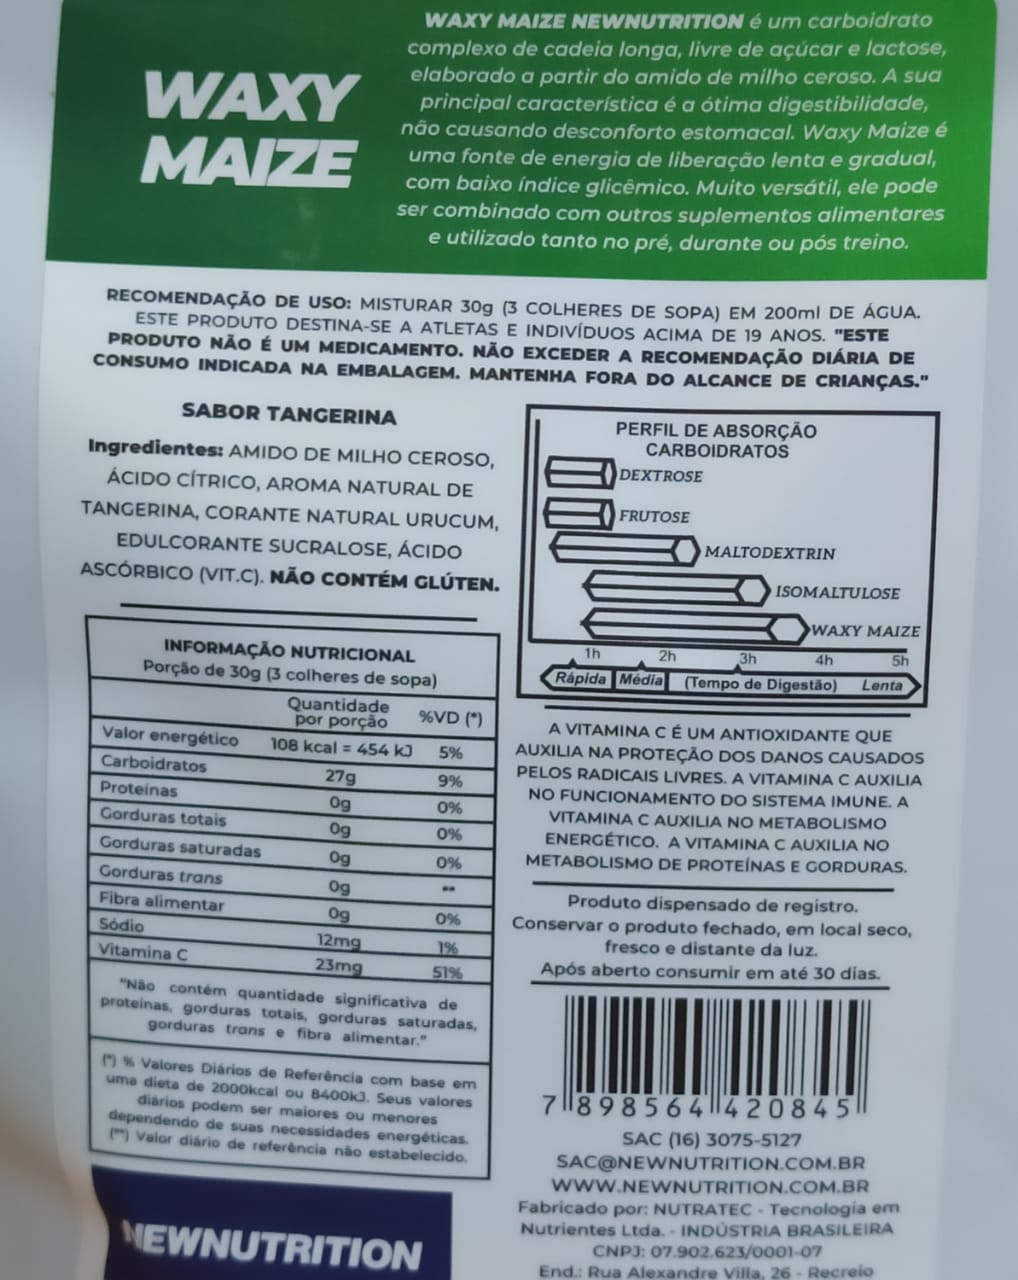 WAXY
MAIZE
WAXY MAIZE NEWNUTRITION é um carboidrato
complexo de cadeia longa, livre de açúcar e lactose,
elaborado a partir do amido de milho ceroso. A sua
principal característica é a ótima digestibilidade,
não causando desconforto estomacal. Waxy Maize é
uma fonte de energia de liberação lenta e gradual,
com baixo índice glicêmico. Muito versátil, ele pode
ser combinado com outros suplementos alimentares
e utilizado tanto no pré, durante ou pós treino.
RECOMENDAÇÃO DE USO: MISTURAR 30g (3 COLHERES DE SOPA) EM 200ml DE ÁGUA.
ESTE PRODUTO DESTINA-SE A ATLETAS E INDIVÍDUOS ACIMA DE 19 ANOS. "ESTE
PRODUTO NÃO É UM MEDICAMENTO. NÃO EXCEDER A RECOMENDAÇÃO DIÁRIA DE
CONSUMO INDICADA NA EMBALAGEM. MANTENHA FORA DO ALCANCE DE CRIANÇAS."
SABOR TANGERINA
Ingredientes: AMIDO DE MILHO CEROSO,
ÁCIDO CÍTRICO, AROMA NATURAL DE
TANGERINA, CORANTE NATURAL URUCUM,
EDULCORANTE SUCRALOSE, ÁCIDO
ASCÓRBICO (VIT.C). NÃO CONTÉM GLÚTEN.
INFORMAÇÃO NUTRICIONAL
Porção de 30g (3 colheres de sopa)
Quantidade
por porção %VD (*)
Valor energético 108 kcal = 454 kJ 5%
Carboidratos 27g 9%
Proteínas 0g 0%
Gorduras totais 0g 0%
Gorduras saturadas 0g 0%
Gorduras trans 0g **
Fibra alimentar 0g 0%
Sódio 12mg 1%
Vitamina C 23mg 51%
"Não contém quantidade significativa de
proteínas, gorduras totais, gorduras saturadas,
gorduras trans e fibra alimentar."
(*) % Valores Diários de Referência com base em
uma dieta de 2000kcal ou 8400kJ. Seus valores
diários podem ser maiores ou menores
dependendo de suas necessidades energéticas.
(**) Valor diário de referência não estabelecido.
NEWNUTRITION
PERFIL DE ABSORÇÃO
CARBOIDRATOS
DEXTROSE
FRUTOSE
MALTODEXTRIN
ISOMALTULOSE
WAXY MAIZE
1h 2h 3h 4h 5h
Rápida Média (Tempo de Digestão) Lenta
A VITAMINA C É UM ANTIOXIDANTE QUE
AUXILIA NA PROTEÇÃO DOS DANOS CAUSADOS
PELOS RADICAIS LIVRES. A VITAMINA C AUXILIA
NO FUNCIONAMENTO DO SISTEMA IMUNE. A
VITAMINA C AUXILIA NO METABOLISMO
ENERGÉTICO. A VITAMINA C AUXILIA NO
METABOLISMO DE PROTEÍNAS E GORDURAS.
Produto dispensado de registro.
Conservar o produto fechado, em local seco,
fresco e distante da luz.
Após aberto consumir em até 30 dias.
7 898564 420845
SAC (16) 3075-5127
SAC@NEWNUTRITION.COM.BR
WWW.NEWNUTRITION.COM.BR
Fabricado por: NUTRATEC - Tecnologia em
Nutrientes Ltda. - INDÚSTRIA BRASILEIRA
CNPJ: 07.902.623/0001-07
End.: Rua Alexandre Villa, 26 - Recreio